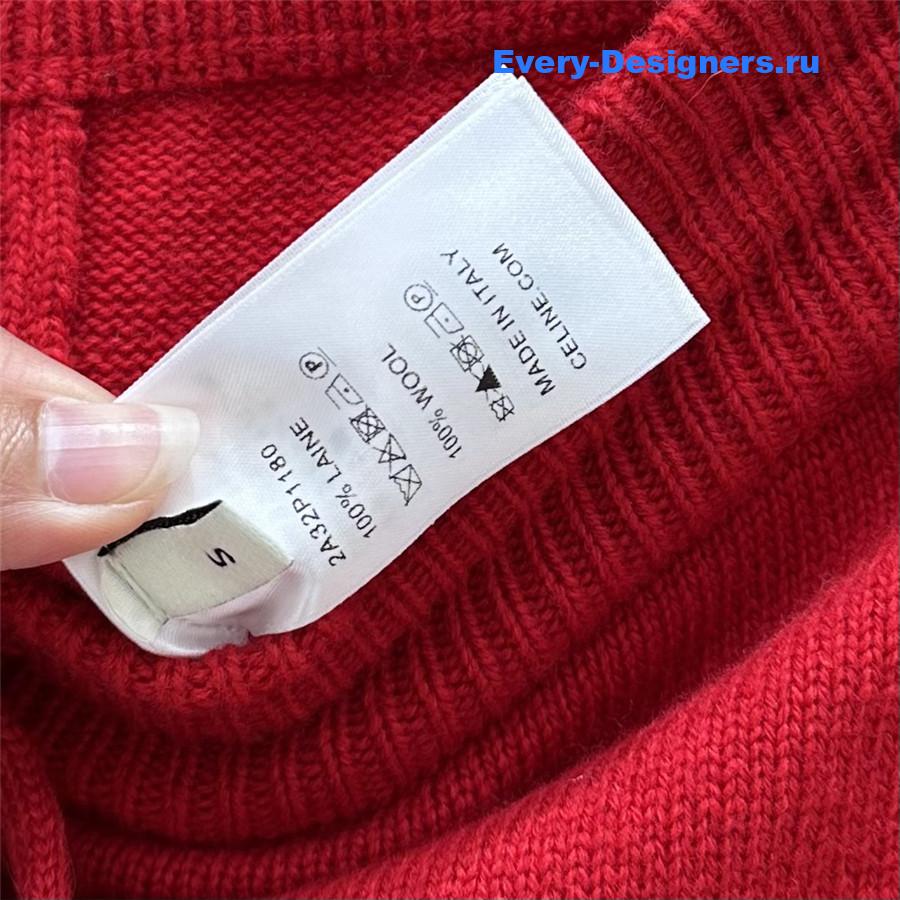 Every-Designers.ru
S
2A32P1180
100% LAINE
100% WOOL
MADE IN ITALY
CELINE.COM